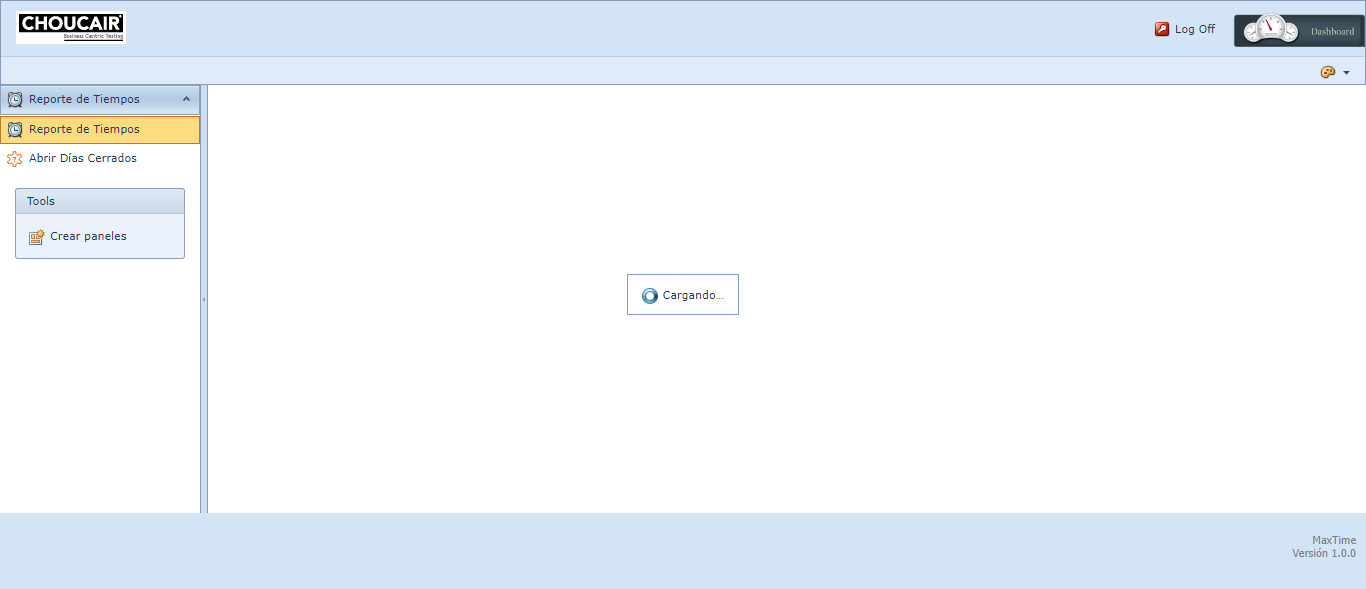 CHOUCAIR
Business Centric Testing
Log Off
Dashboard
Reporte de Tiempos
Reporte de Tiempos
Abrir Días Cerrados
Tools
Crear paneles
Cargando...
MaxTime
Versión 1.0.0